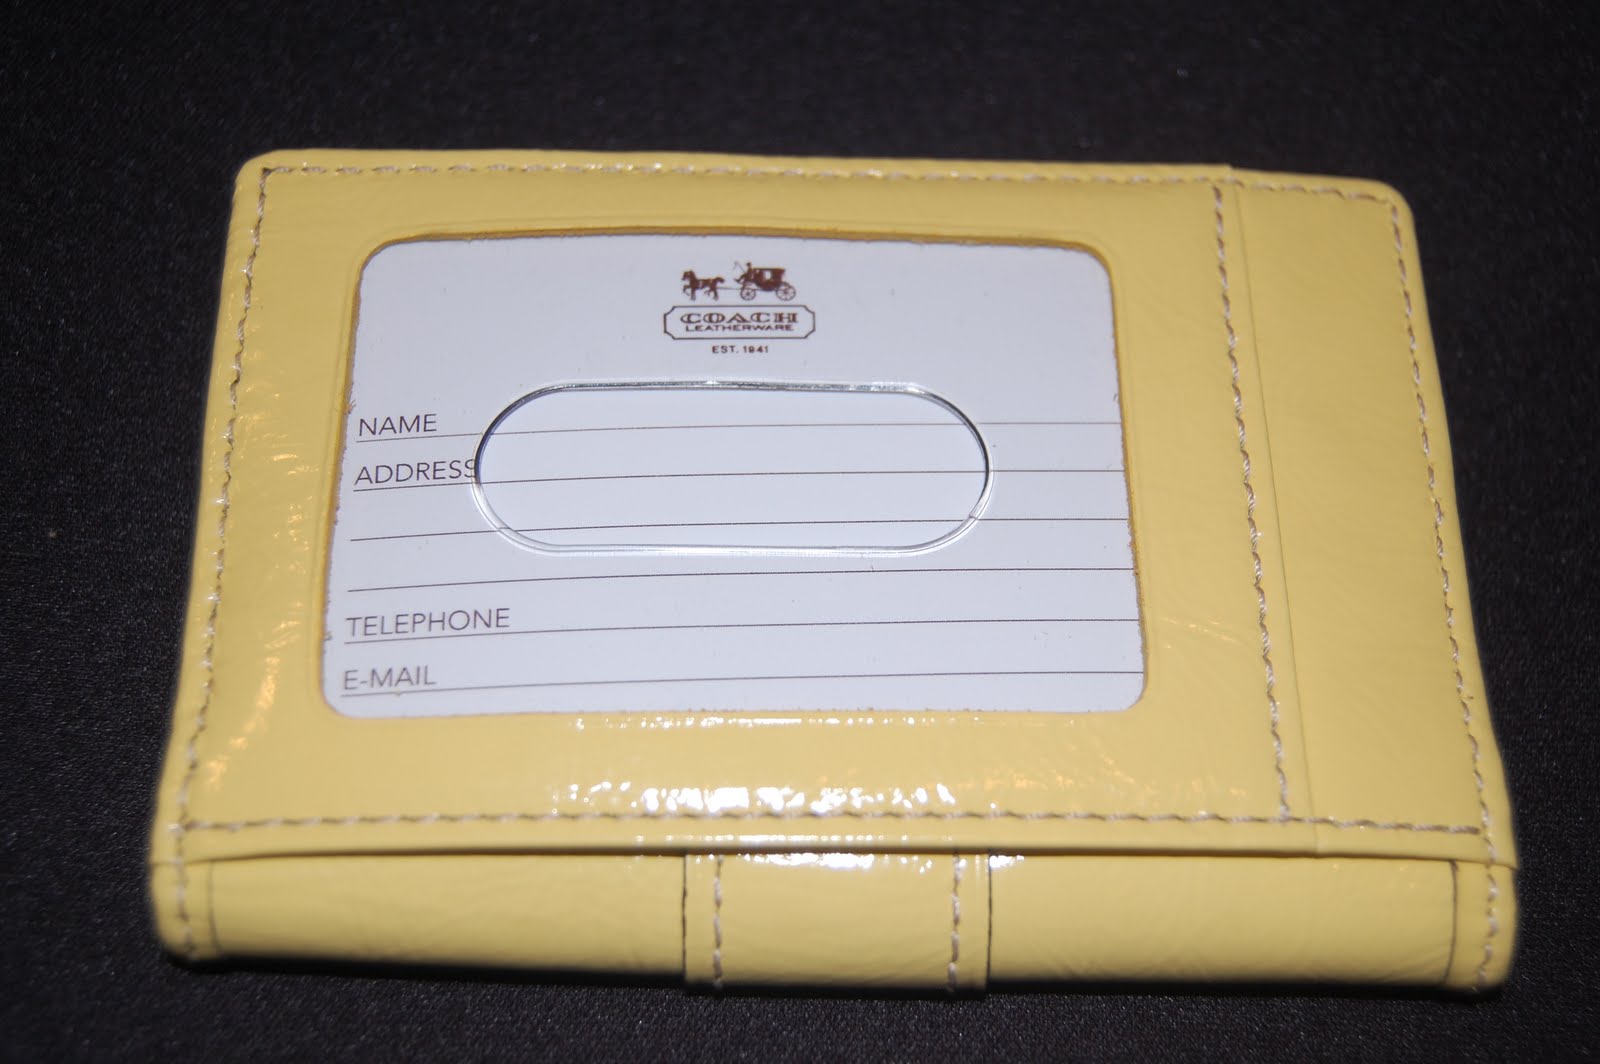 COACH
LEATHERWARE
EST. 1941
NAME
ADDRESS
TELEPHONE
E-MAIL